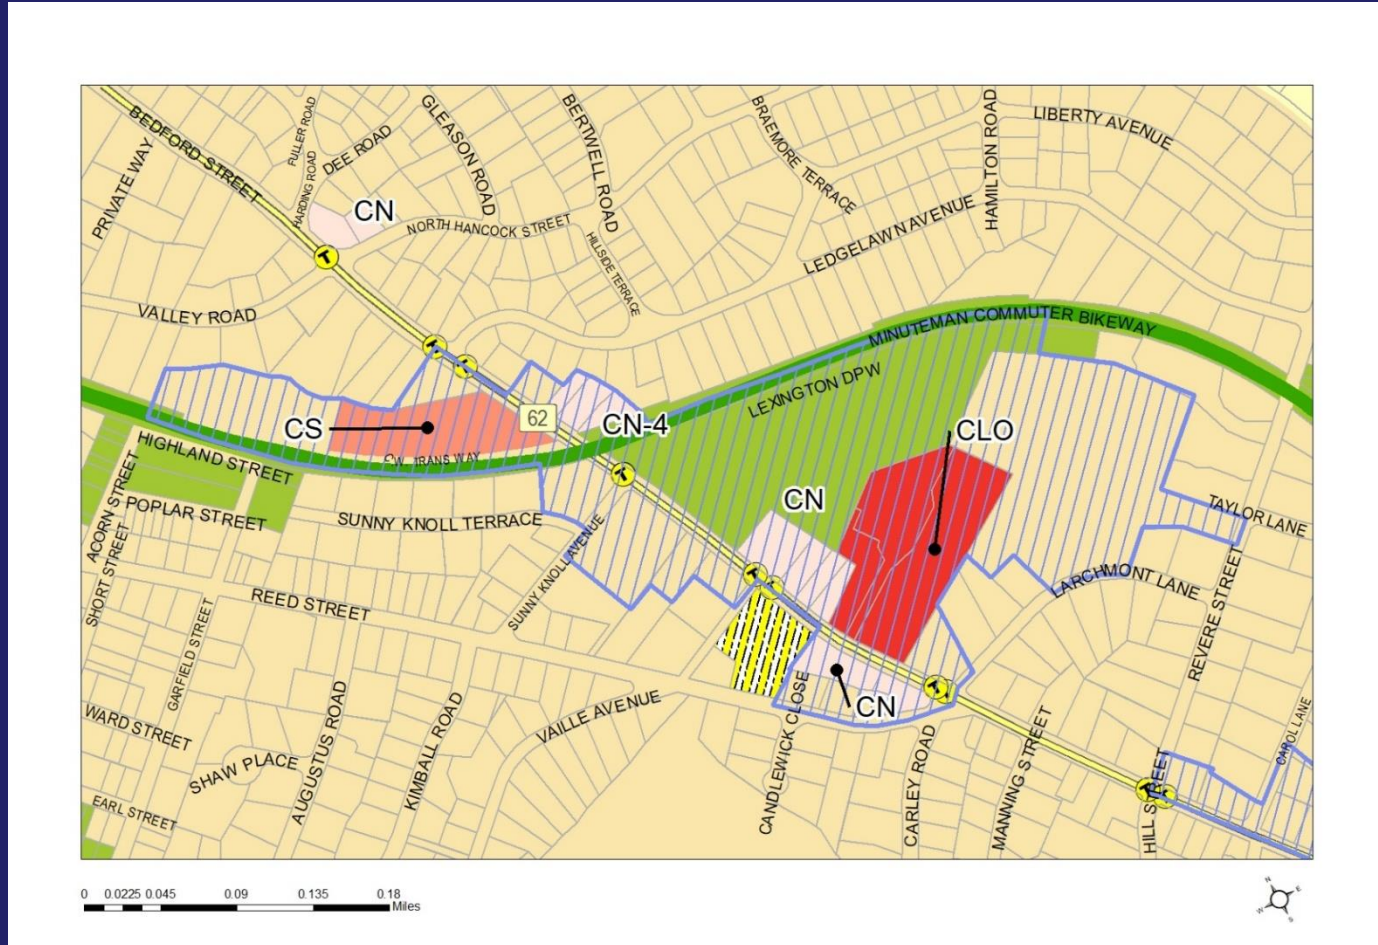 BEDFORD STREET
PRIVATE WAY
FULLER ROAD
HARDING ROAD
DEE ROAD
GLEASON ROAD
BERTWELL ROAD
BRAEMORE TERRACE
HAMILTON ROAD
LIBERTY AVENUE
CN
NORTH HANCOCK STREET
HILLSIDE TERRACE
LEDGELAWN AVENUE
T
VALLEY ROAD
MINUTEMAN COMMUTER BIKEWAY
LEXINGTON DPW
62
CS
CN-4
CLO
HIGHLAND STREET
TRANS WAY
CN
ACORN STREET
POPLAR STREET
SUNNY KNOLL TERRACE
SUNNY KNOLL AVENUE
TAYLOR LANE
SHORT STREET
REED STREET
LARCHMONT LANE
REVERE STREET
GARFIELD STREET
CN
WARD STREET
SHAW PLACE
AUGUSTUS ROAD
KIMBALL ROAD
VAILLE AVENUE
CANDLEWICK CLOSE
CARLEY ROAD
MANNING STREET
HILL STREET
CAROL LANE
EARL STREET
0 0.0225 0.045 0.09 0.135 0.18
Miles
N
E
S
W